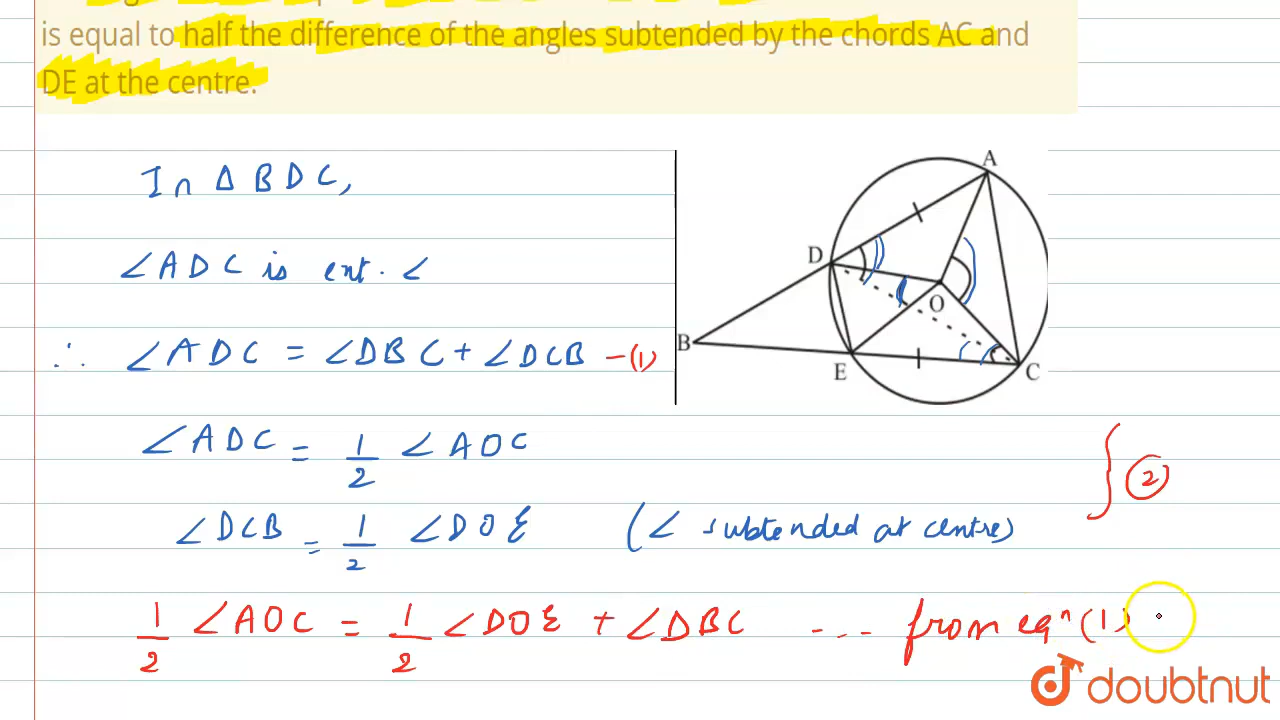 is equal to half the difference of the angles subtended by the chords AC and
DE at the centre.
In Δ BDC,
∠ADC is ext. ∠
∴ ∠ADC = ∠DBC + ∠DCB -(1)
∠ADC = 1/2 ∠AOC
∠DCB = 1/2 ∠DOE (∠ subtended at centre)
} (2)
1/2 ∠AOC = 1/2 ∠DOE + ∠DBC ... from eqⁿ (1)
A
D
O
B
E
C
doubtnut